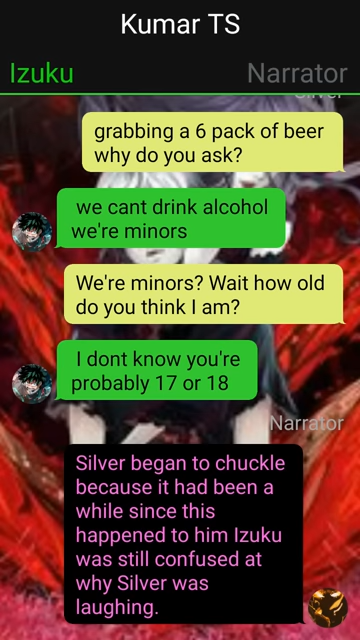 Kumar TS
Izuku
Narrator
Silver
grabbing a 6 pack of beer
why do you ask?
we cant drink alcohol
we're minors
We're minors? Wait how old
do you think I am?
I dont know you're
probably 17 or 18
Narrator
Silver began to chuckle
because it had been a
while since this
happened to him Izuku
was still confused at
why Silver was
laughing.